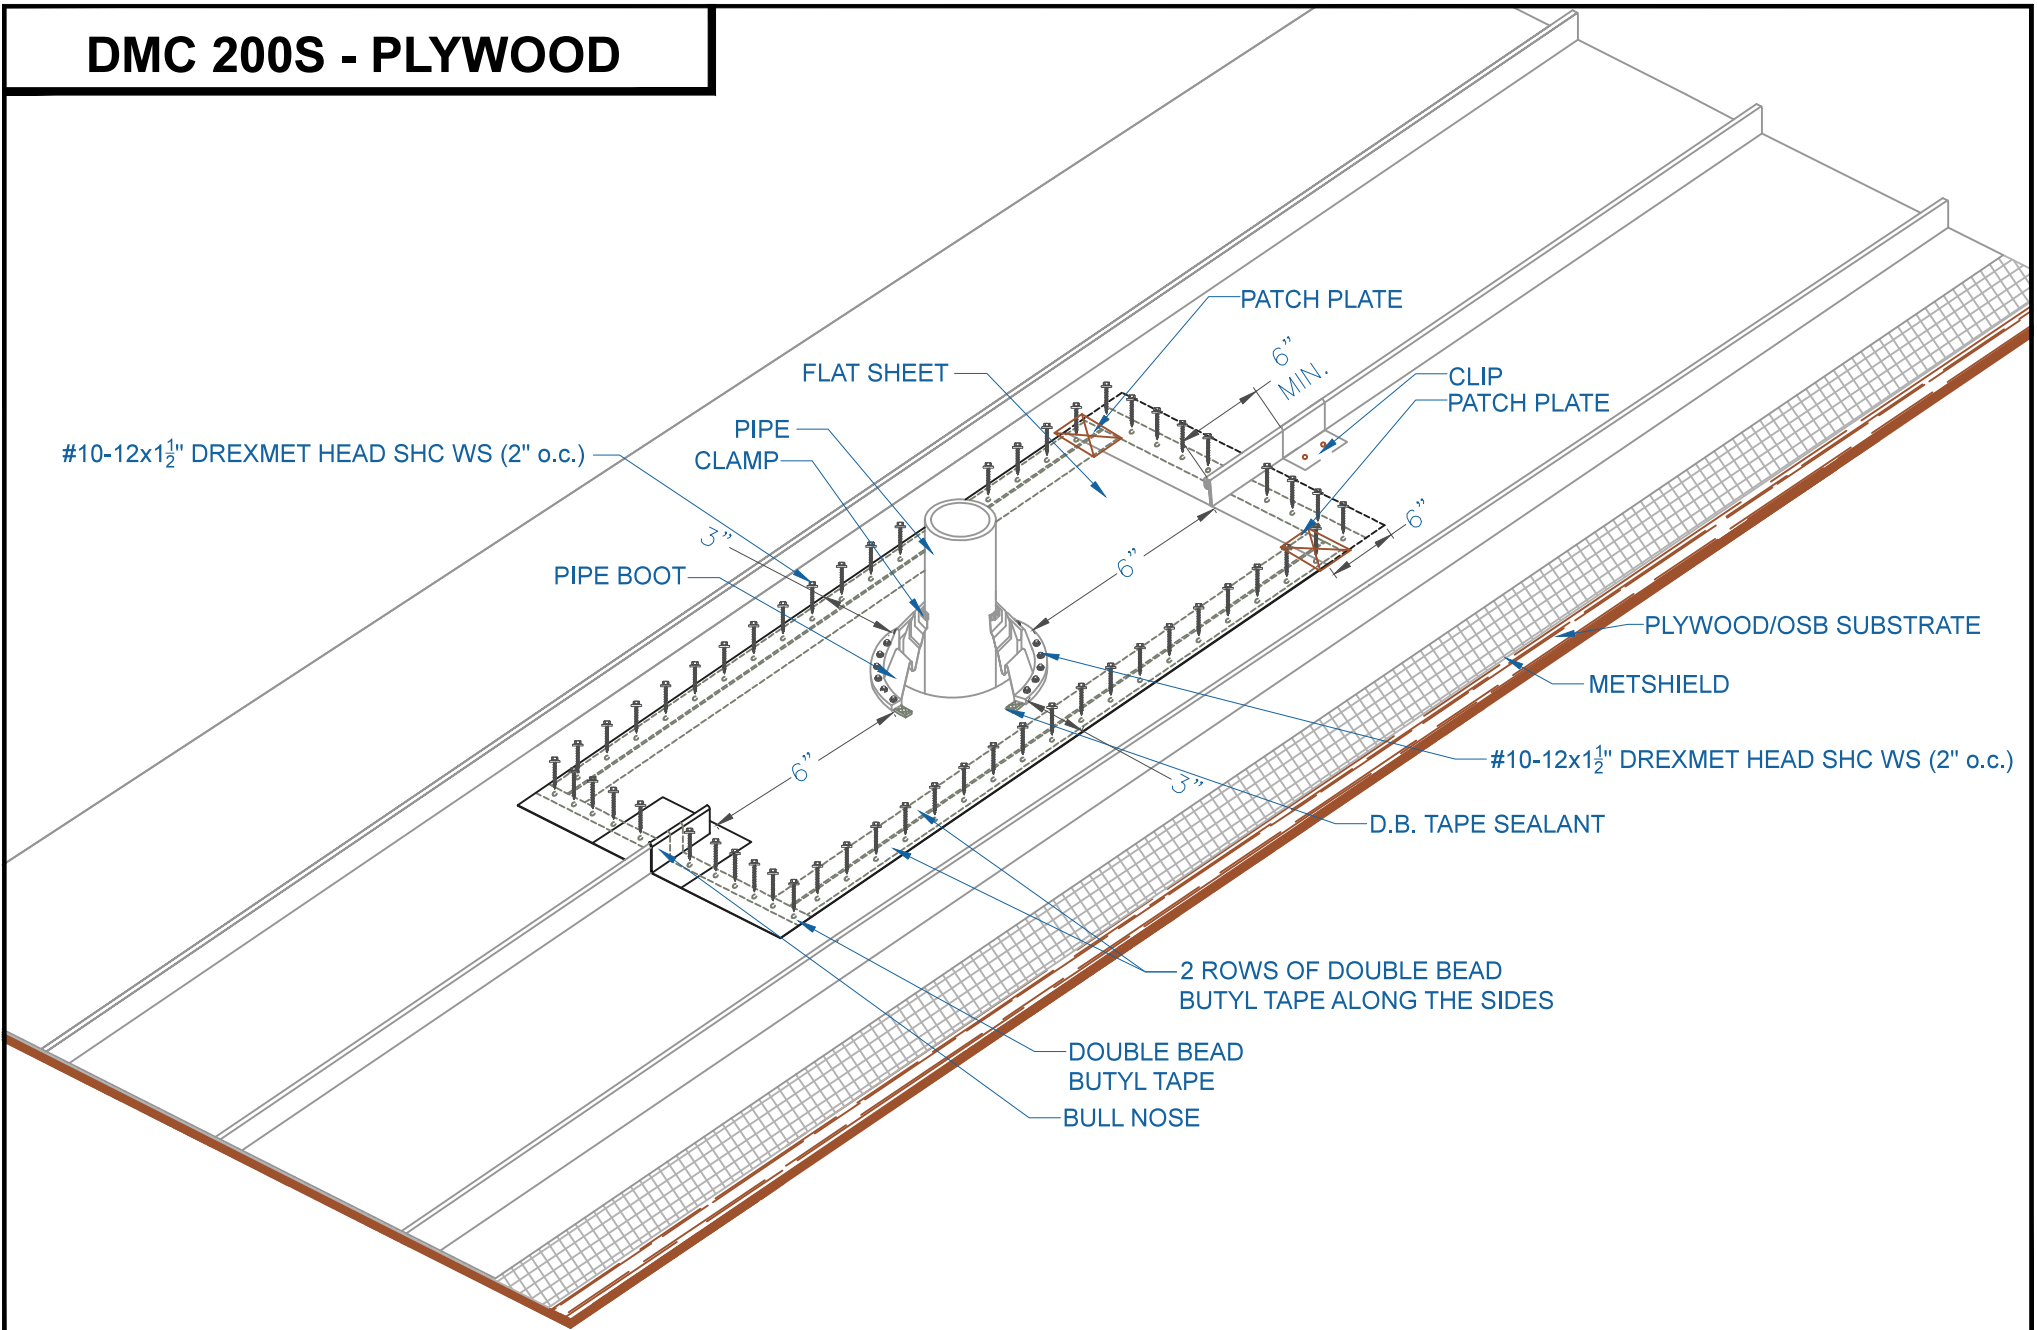 DMC 200S - PLYWOOD
PATCH PLATE
6"
MIN.
FLAT SHEET
CLIP
PATCH PLATE
PIPE
CLAMP
#10-12x1½" DREXMET HEAD SHC WS (2" o.c.)
6"
3"
6"
PIPE BOOT
PLYWOOD/OSB SUBSTRATE
METSHIELD
#10-12x1½" DREXMET HEAD SHC WS (2" o.c.)
6"
3"
D.B. TAPE SEALANT
2 ROWS OF DOUBLE BEAD
BUTYL TAPE ALONG THE SIDES
DOUBLE BEAD
BUTYL TAPE
BULL NOSE